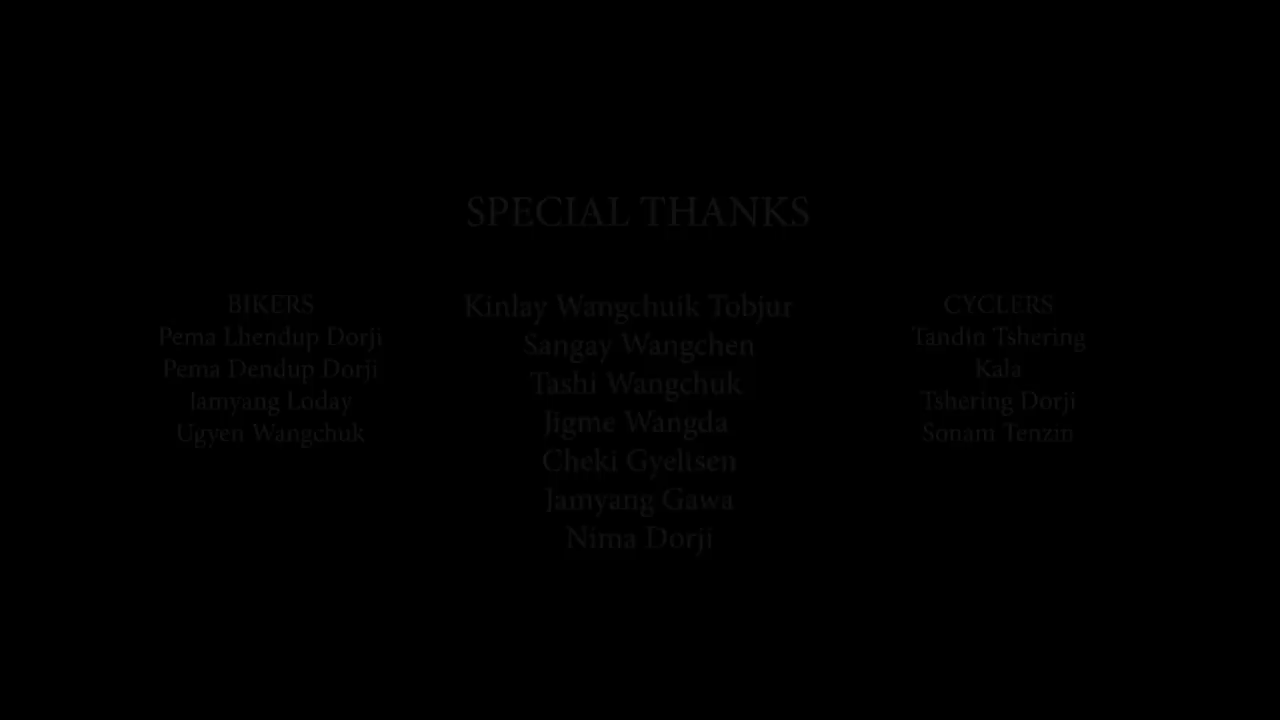 SPECIAL THANKS
BIKERS
Pema Lhendup Dorji
Pema Dendup Dorji
Jamyang Loday
Ugyen Wangchuk
Kinlay Wangchuik Tobjur
Sangay Wangchen
Tashi Wangchuk
Jigme Wangda
Cheki Gyeltsen
Jamyang Gawa
Nima Dorji
CYCLERS
Tandin Tshering
Kala
Tshering Dorji
Sonam Tenzin